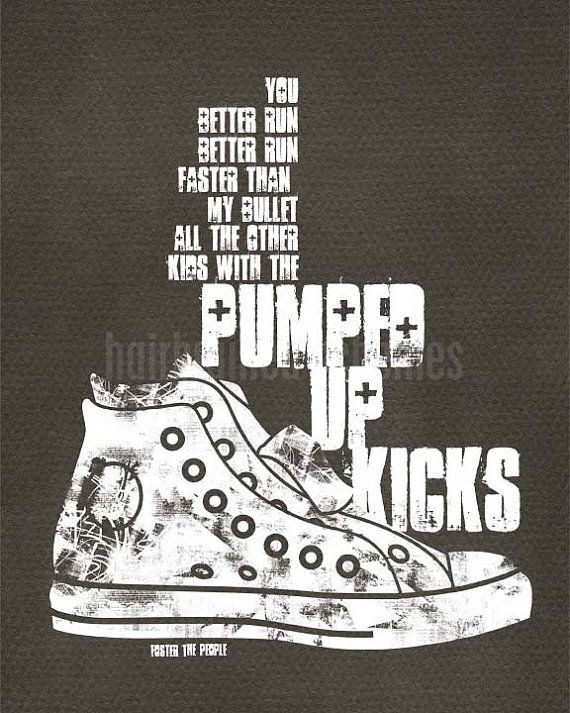 YOU
BETTER RUN
BETTER RUN
FASTER THAN
MY BULLET
ALL THE OTHER
KIDS WITH THE
PUMPED
UP
KICKS
FOSTER THE PEOPLE